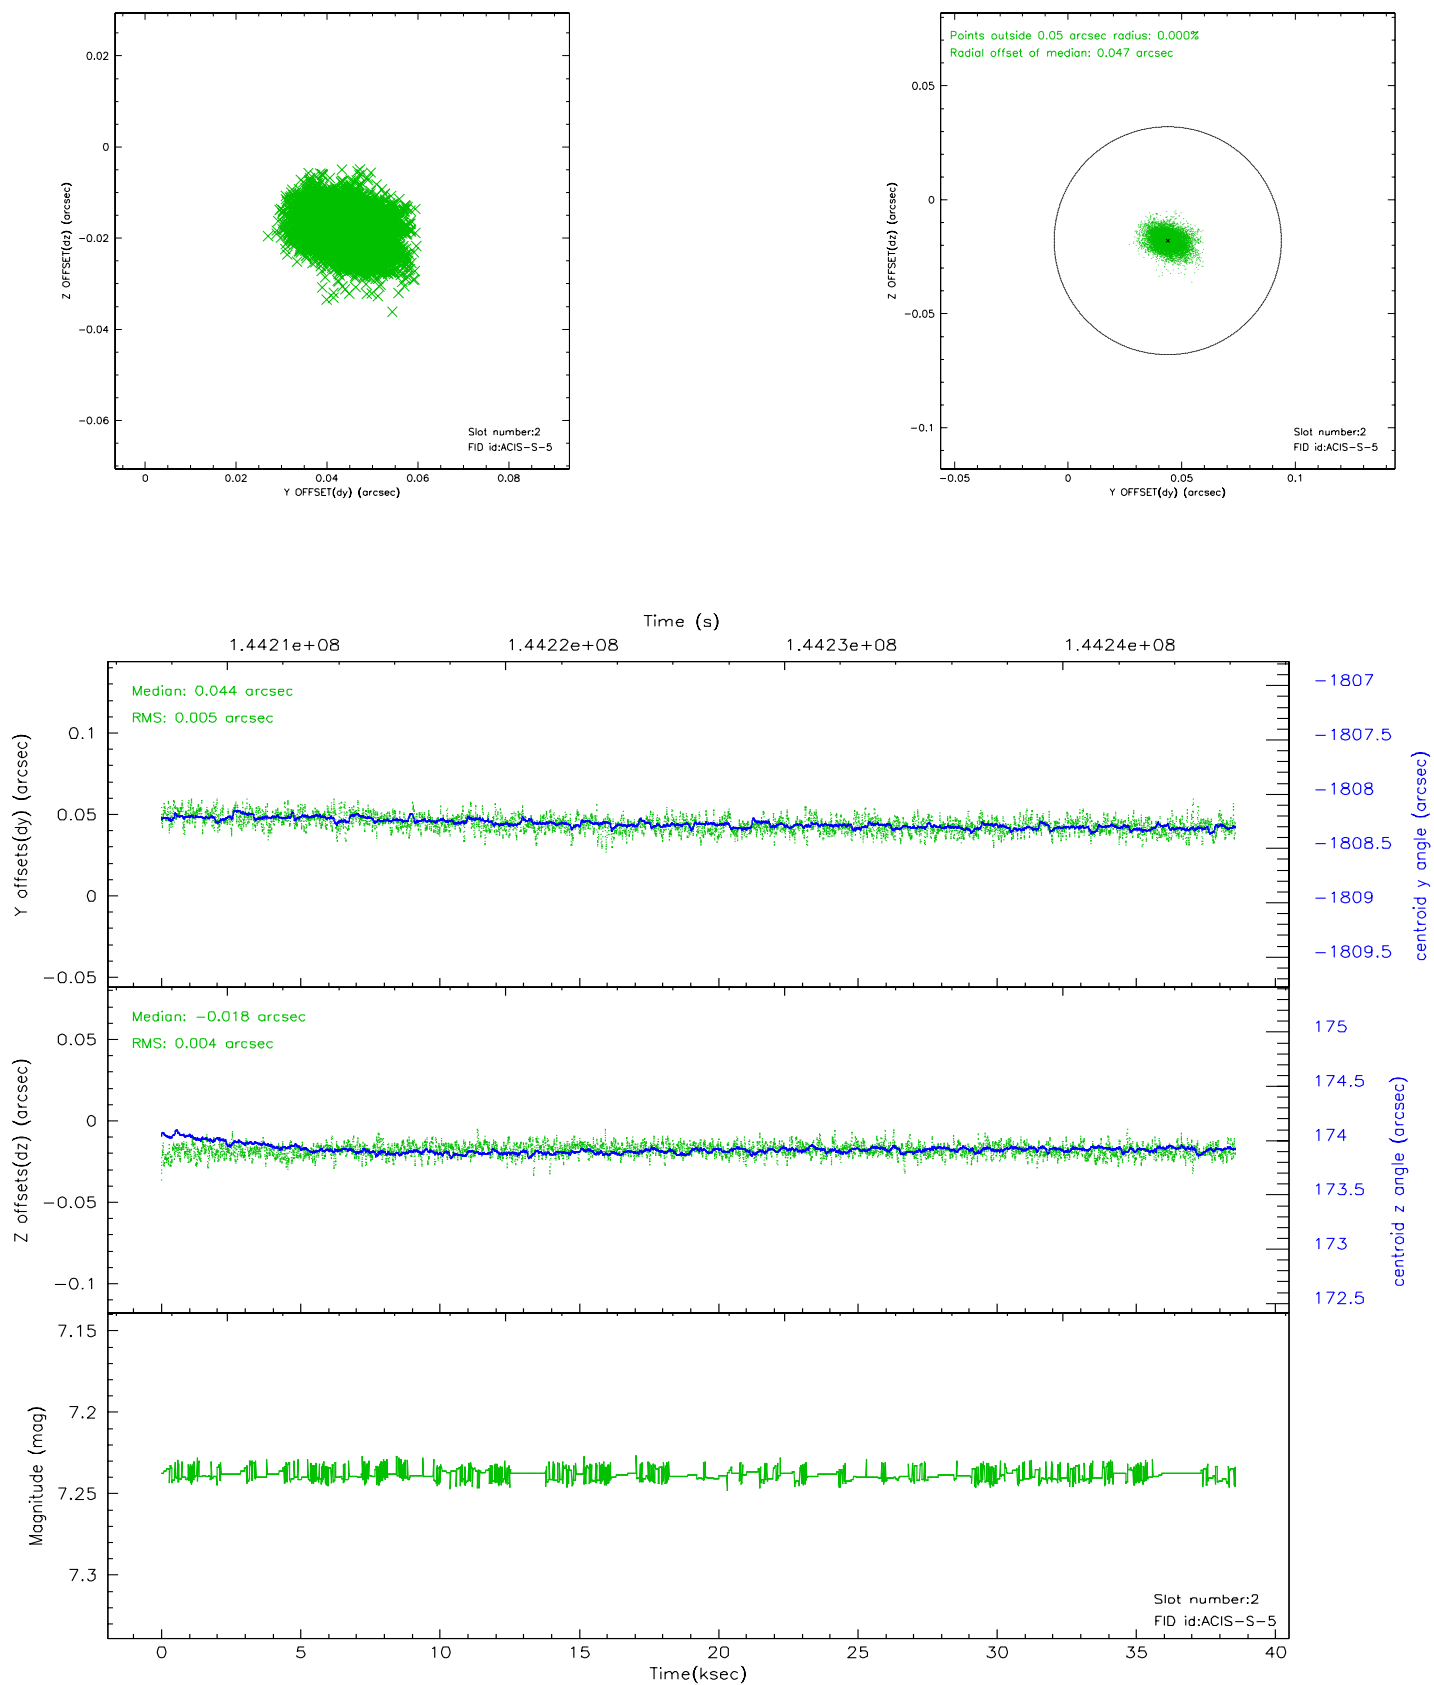 0.02
0
-0.02
-0.04
-0.06
Z OFFSET(dz) (arcsec)
Slot number:2
FID id:ACIS-S-5
0 0.02 0.04 0.06 0.08
Y OFFSET(dy) (arcsec)
Points outside 0.05 arcsec radius: 0.000%
Radial offset of median: 0.047 arcsec
0.05
0
-0.05
-0.1
Z OFFSET(dz) (arcsec)
Slot number:2
FID id:ACIS-S-5
-0.05 0 0.05 0.1
Y OFFSET(dy) (arcsec)
Time (s)
1.4421e+08 1.4422e+08 1.4423e+08 1.4424e+08
Median: 0.044 arcsec
RMS: 0.005 arcsec
0.1
0.05
0
-0.05
Y offsets(dy) (arcsec)
-1807
-1807.5
-1808
-1808.5
-1809
-1809.5
centroid y angle (arcsec)
Median: -0.018 arcsec
RMS: 0.004 arcsec
0.05
0
-0.05
-0.1
Z offsets(dz) (arcsec)
175
174.5
174
173.5
173
172.5
centroid z angle (arcsec)
7.15
7.2
7.25
7.3
Magnitude (mag)
Slot number:2
FID id:ACIS-S-5
0 5 10 15 20 25 30 35 40
Time(ksec)